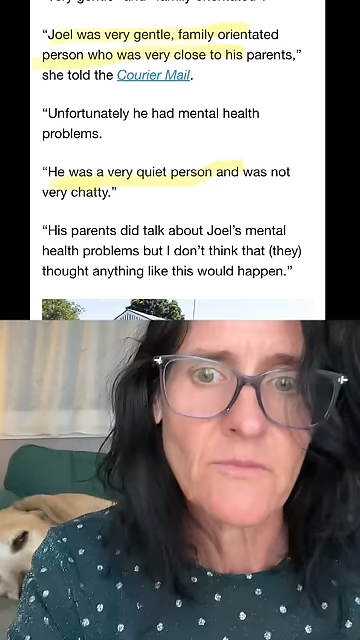 “Joel was very gentle, family orientated
person who was very close to his parents,”
she told the Courier Mail.
“Unfortunately he had mental health
problems.
“He was a very quiet person and was not
very chatty.”
“His parents did talk about Joel’s mental
health problems but I don’t think that (they)
thought anything like this would happen.”